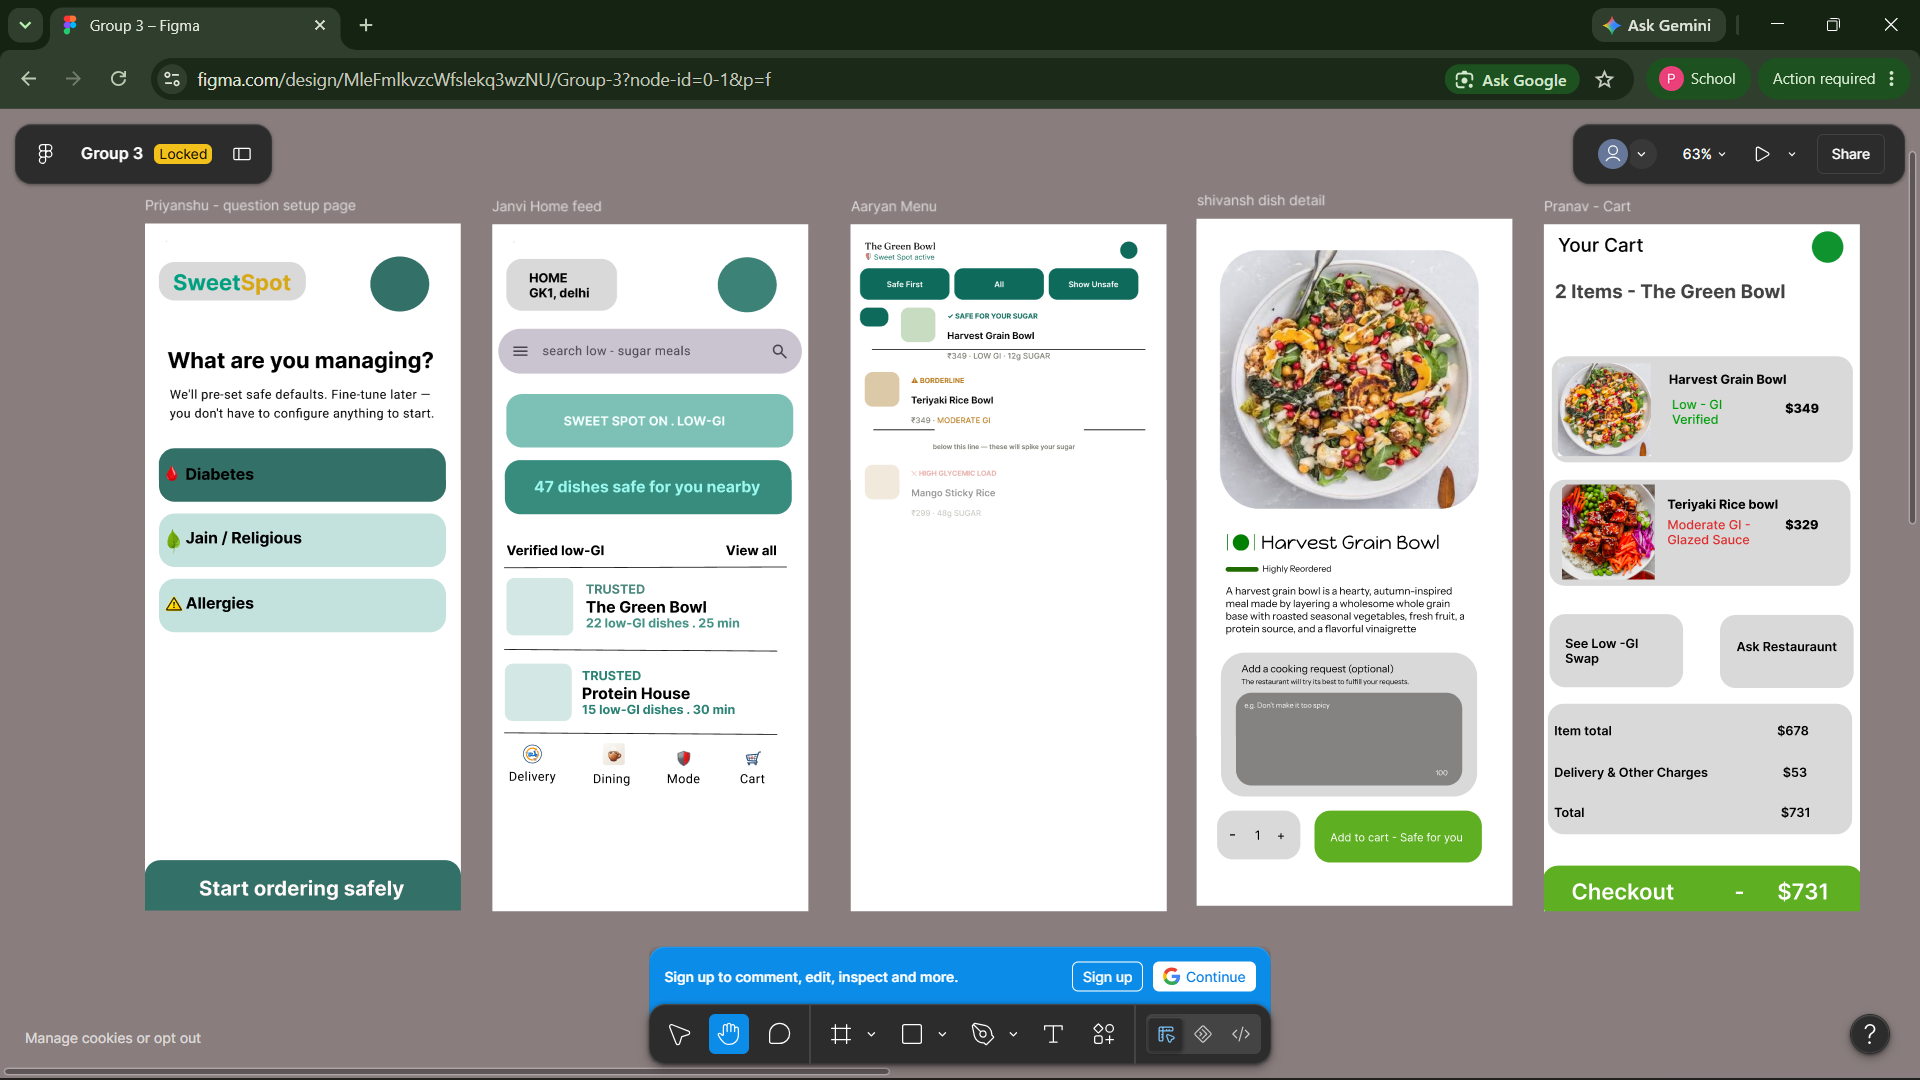 Group 3 – Figma
Ask Gemini
figma.com/design/MleFmlkvzcWfslekq3wzNU/Group-3?node-id=0-1&p=f
Ask Google
P
School
Action required
Group 3
Locked
63%
Share
Priyanshu - question setup page
SweetSpot
What are you managing?
We'll pre-set safe defaults. Fine-tune later —
you don't have to configure anything to start.
Diabetes
Jain / Religious
Allergies
Start ordering safely
Janvi Home feed
HOME
GK1, delhi
search low - sugar meals
SWEET SPOT ON . LOW-GI
47 dishes safe for you nearby
Verified low-GI
View all
TRUSTED
The Green Bowl
22 low-GI dishes . 25 min
TRUSTED
Protein House
15 low-GI dishes . 30 min
Delivery
Dining
Mode
Cart
Aaryan Menu
The Green Bowl
Sweet Spot active
Safe First
All
Show Unsafe
✓ SAFE FOR YOUR SUGAR
Harvest Grain Bowl
₹349 · LOW GI · 12g SUGAR
⚠ BORDERLINE
Teriyaki Rice Bowl
₹349 · MODERATE GI
below this line — these will spike your sugar
✕ HIGH GLYCEMIC LOAD
Mango Sticky Rice
₹299 · 48g SUGAR
shivansh dish detail
Harvest Grain Bowl
Highly Reordered
A harvest grain bowl is a hearty, autumn-inspired
meal made by layering a wholesome whole grain
base with roasted seasonal vegetables, fresh fruit, a
protein source, and a flavorful vinaigrette
Add a cooking request (optional)
The restaurant will try its best to fulfill your requests.
e.g. Don't make it too spicy
100
- 1 +
Add to cart - Safe for you
Pranav - Cart
Your Cart
2 Items - The Green Bowl
Harvest Grain Bowl
Low - GI
Verified
$349
Teriyaki Rice bowl
Moderate GI -
Glazed Sauce
$329
See Low -GI
Swap
Ask Restauraunt
Item total
$678
Delivery & Other Charges
$53
Total
$731
Checkout - $731
Sign up to comment, edit, inspect and more.
Sign up
Continue
Manage cookies or opt out
?